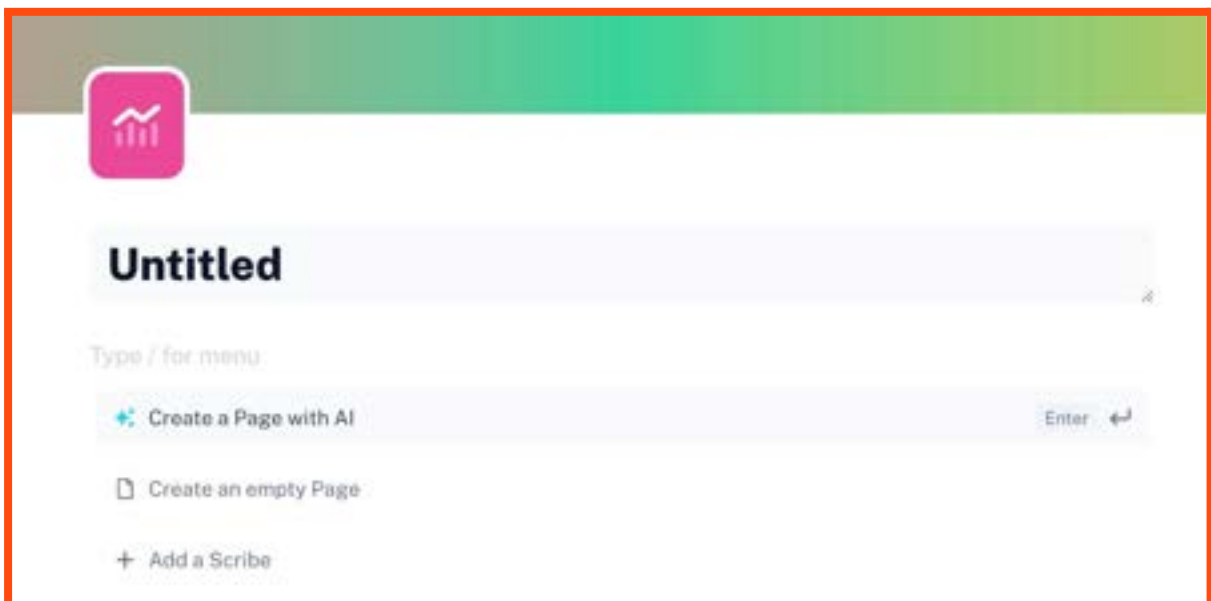 Untitled
Type / for menu
Create a Page with AI Enter
Create an empty Page
Add a Scribe